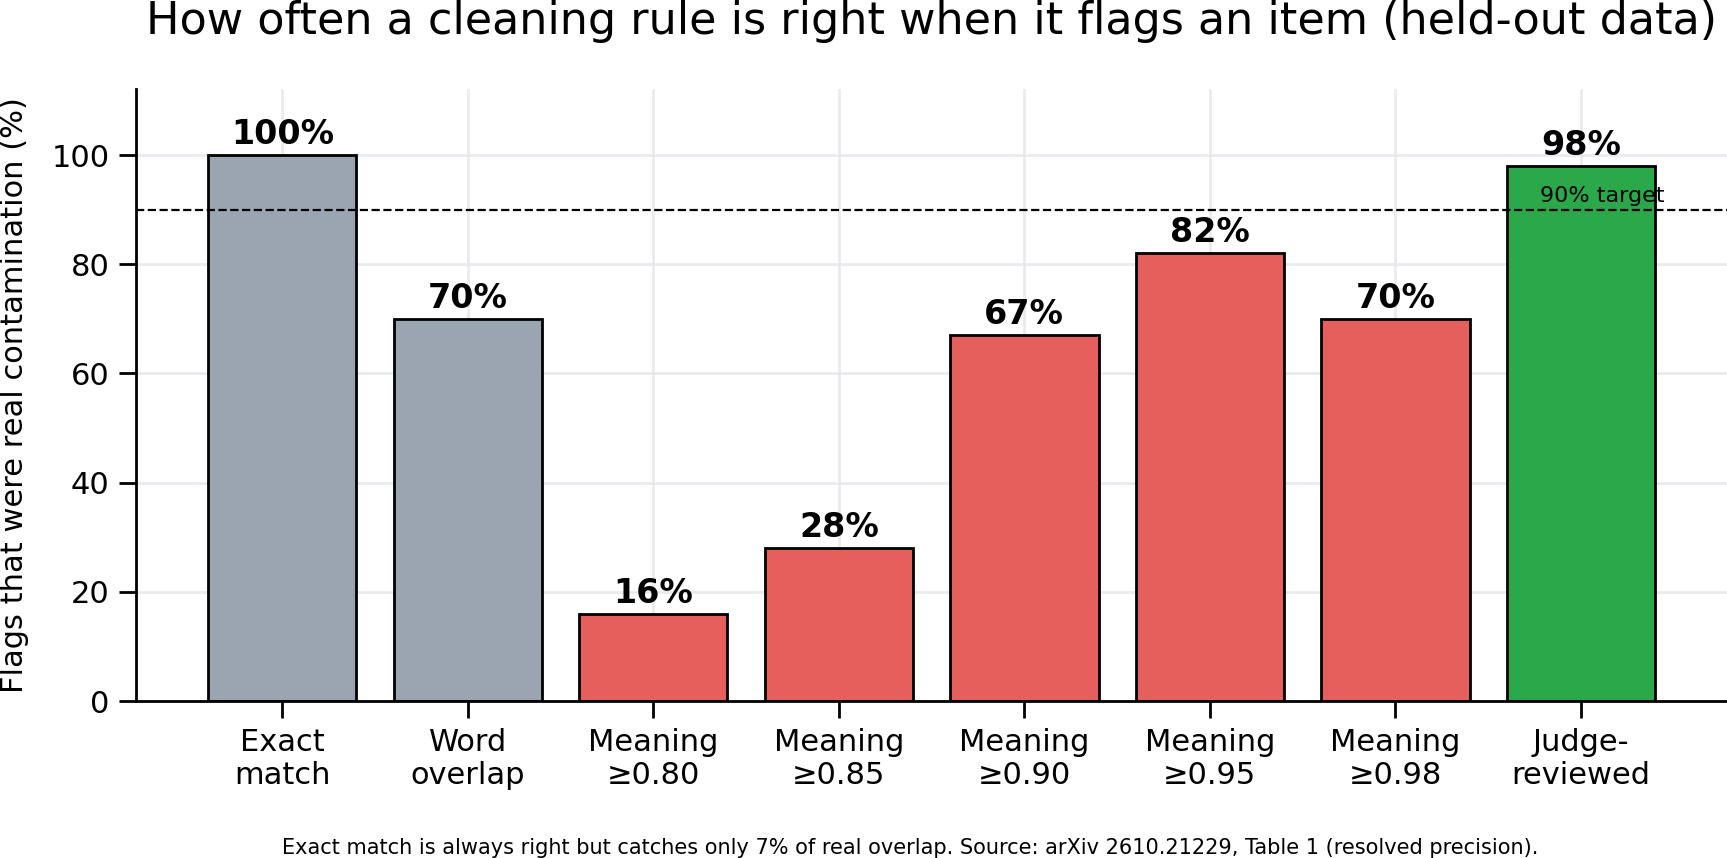 How often a cleaning rule is right when it flags an item (held-out data)
Flags that were real contamination (%)
100
80
60
40
20
0
100%
70%
16%
28%
67%
82%
70%
98%
90% target
Exact
match
Word
overlap
Meaning
≥0.80
Meaning
≥0.85
Meaning
≥0.90
Meaning
≥0.95
Meaning
≥0.98
Judge-
reviewed
Exact match is always right but catches only 7% of real overlap. Source: arXiv 2610.21229, Table 1 (resolved precision).